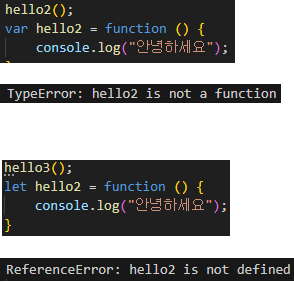 hello2();
var hello2 = function () {
console.log("안녕하세요");
}
TypeError: hello2 is not a function
hello3();
let hello2 = function () {
console.log("안녕하세요");
}
ReferenceError: hello2 is not defined